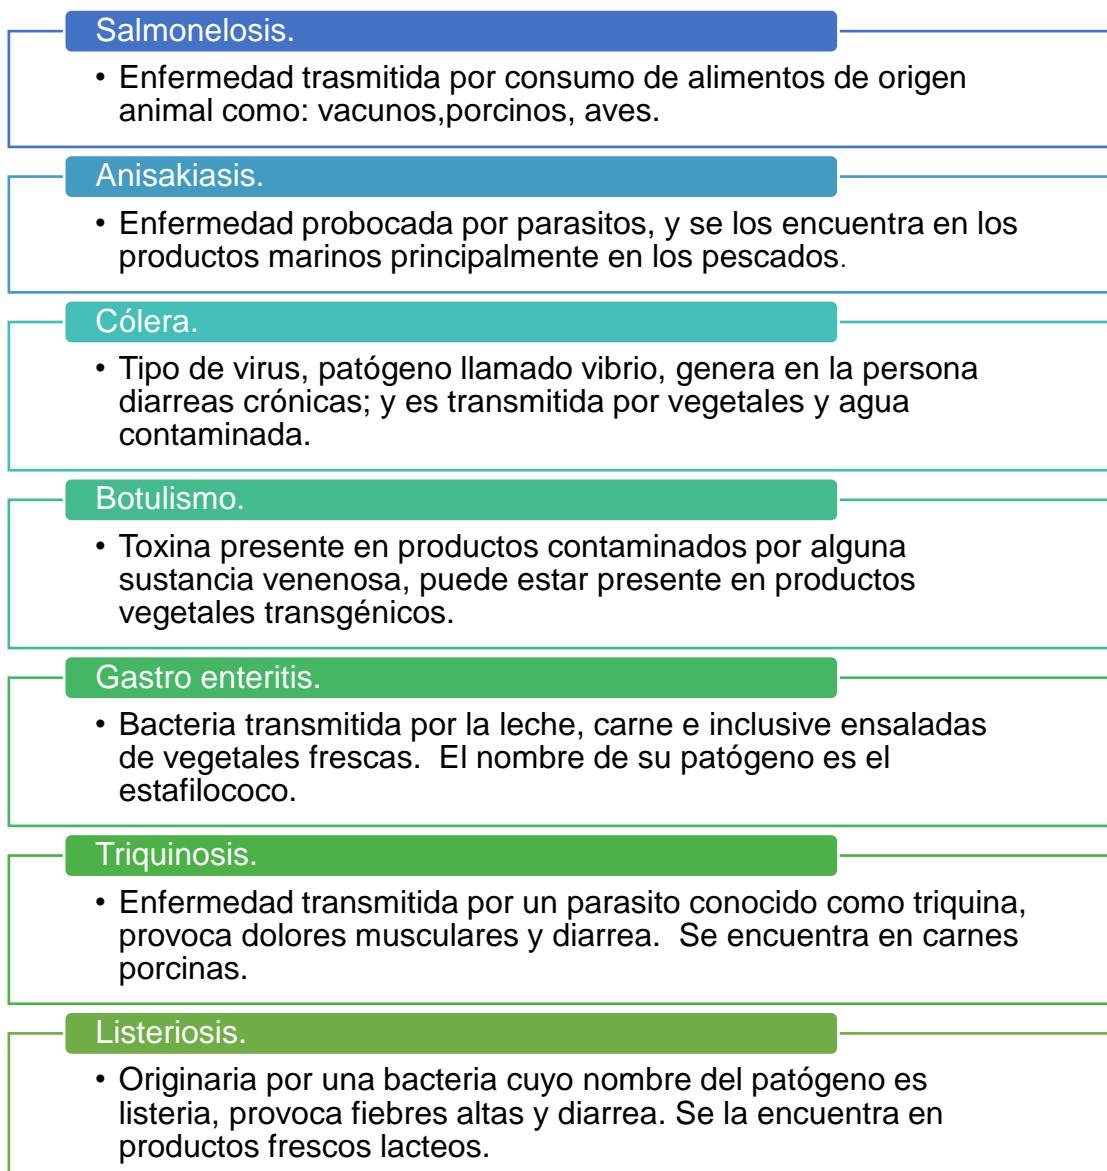 Salmonelosis.
• Enfermedad trasmitida por consumo de alimentos de origen
animal como: vacunos,porcinos, aves.
Anisakiasis.
• Enfermedad probocada por parasitos, y se los encuentra en los
productos marinos principalmente en los pescados.
Cólera.
• Tipo de virus, patógeno llamado vibrio, genera en la persona
diarreas crónicas; y es transmitida por vegetales y agua
contaminada.
Botulismo.
• Toxina presente en productos contaminados por alguna
sustancia venenosa, puede estar presente en productos
vegetales transgénicos.
Gastro enteritis.
• Bacteria transmitida por la leche, carne e inclusive ensaladas
de vegetales frescas.  El nombre de su patógeno es el
estafilococo.
Triquinosis.
• Enfermedad transmitida por un parasito conocido como triquina,
provoca dolores musculares y diarrea.  Se encuentra en carnes
porcinas.
Listeriosis.
• Originaria por una bacteria cuyo nombre del patógeno es
listeria, provoca fiebres altas y diarrea. Se la encuentra en
productos frescos lacteos.